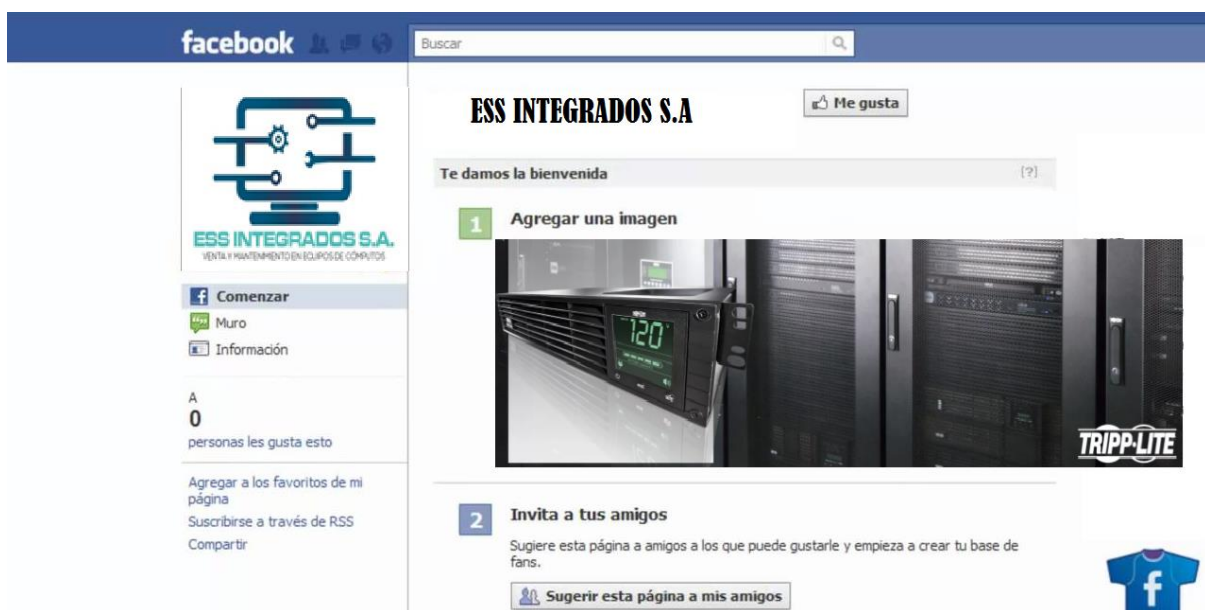 facebook
Buscar
ESS INTEGRADOS S.A
Me gusta
ESS INTEGRADOS S.A.
VENTA Y MANTENIMIENTO EN EQUIPOS DE CÓMPUTOS
Te damos la bienvenida
[?]
1
Agregar una imagen
120
TRIPP·LITE
Comenzar
Muro
Información
A
0
personas les gusta esto
Agregar a los favoritos de mi
página
Suscribirse a través de RSS
Compartir
2
Invita a tus amigos
Sugiere esta página a amigos a los que puede gustarle y empieza a crear tu base de
fans.
Sugerir esta página a mis amigos